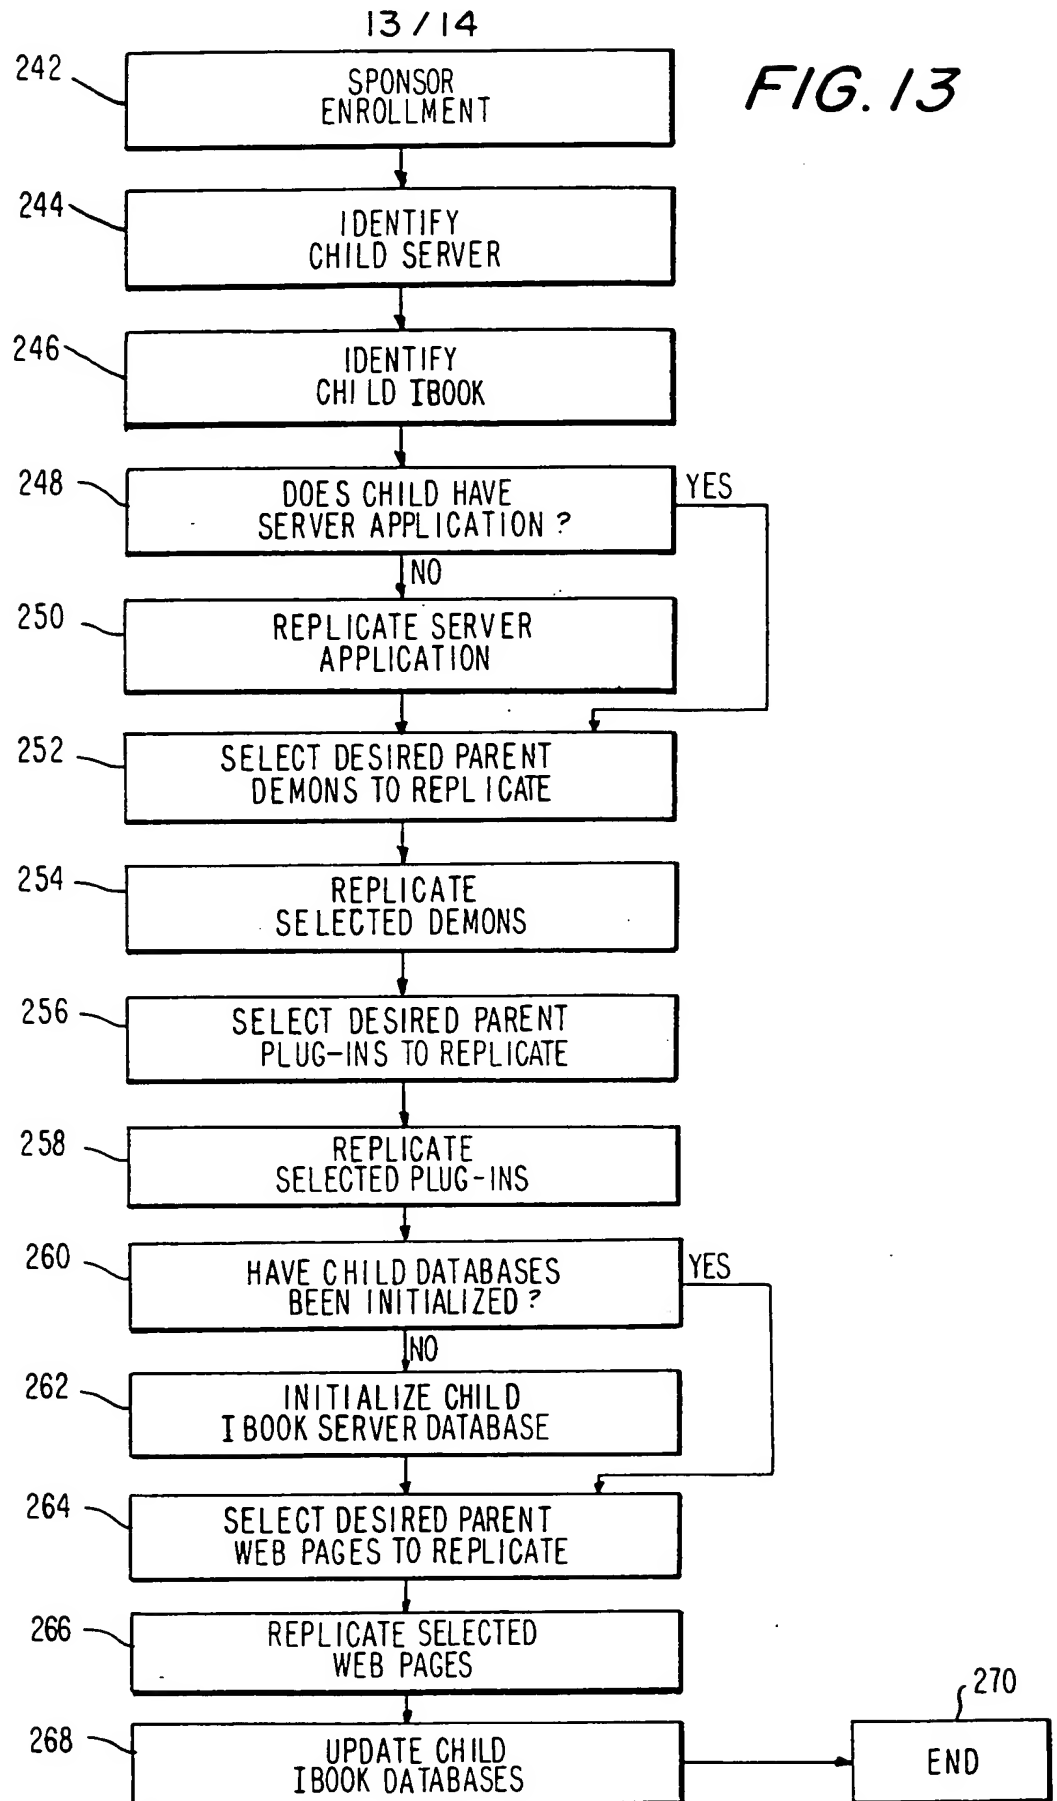 13/14
FIG. 13
242
SPONSOR
ENROLLMENT
244
IDENTIFY
CHILD SERVER
246
IDENTIFY
CHILD IBOOK
248
DOES CHILD HAVE
SERVER APPLICATION?
YES
NO
250
REPLICATE SERVER
APPLICATION
252
SELECT DESIRED PARENT
DEMONS TO REPLICATE
254
REPLICATE
SELECTED DEMONS
256
SELECT DESIRED PARENT
PLUG-INS TO REPLICATE
258
REPLICATE
SELECTED PLUG-INS
260
HAVE CHILD DATABASES
BEEN INITIALIZED?
YES
NO
262
INITIALIZE CHILD
IBOOK SERVER DATABASE
264
SELECT DESIRED PARENT
WEB PAGES TO REPLICATE
266
REPLICATE SELECTED
WEB PAGES
268
UPDATE CHILD
IBOOK DATABASES
270
END